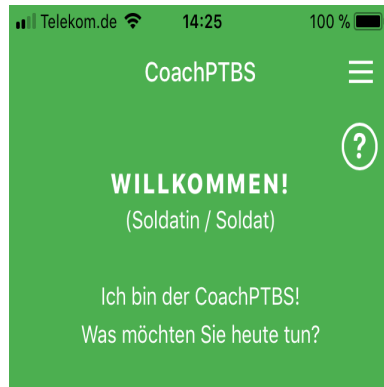 Telekom.de 14:25 100 %
CoachPTBS
?
WILLKOMMEN!
(Soldatin / Soldat)
Ich bin der CoachPTBS!
Was möchten Sie heute tun?